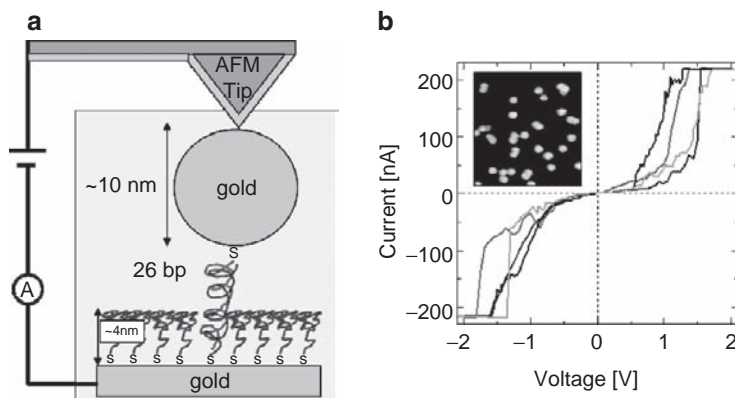 a
AFM
Tip
~10 nm
gold
S
26 bp
A
~4nm
S S S S S S S S
gold
b
200
100
0
−100
−200
Current [nA]
−2 −1 0 1 2
Voltage [V]